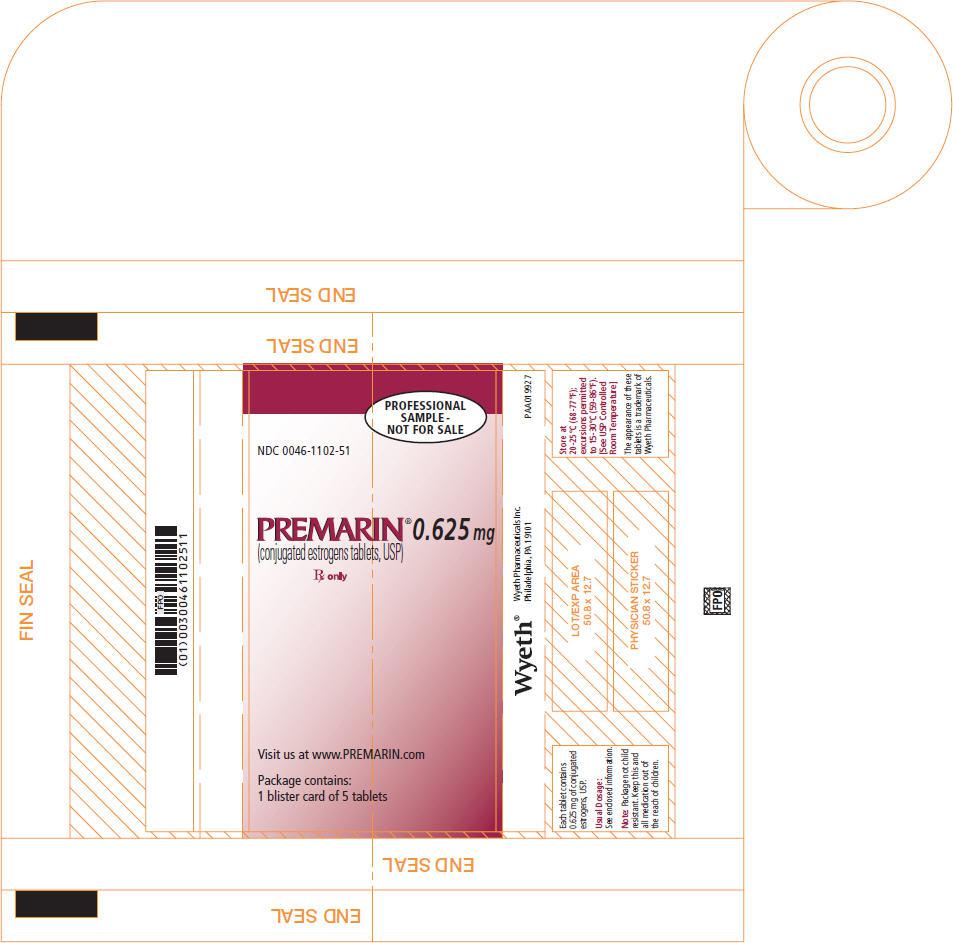 END SEAL
END SEAL
FIN SEAL
FPO
(01)00300461102511
PROFESSIONAL
SAMPLE -
NOT FOR SALE
NDC 0046-1102-51
PREMARIN® 0.625 mg
(conjugated estrogens tablets, USP)
Rx only
Visit us at www.PREMARIN.com
Package contains:
1 blister card of 5 tablets
PAA019927
Wyeth®
Wyeth Pharmaceuticals Inc.
Philadelphia, PA 19101
Store at
20-25°C (68-77°F);
excursions permitted
to 15-30°C (59-86°F).
[See USP Controlled
Room Temperature]
The appearance of these
tablets is a trademark of
Wyeth Pharmaceuticals.
LOT/EXP AREA
50.8 x 12.7
PHYSICIAN STICKER
50.8 x 12.7
Each tablet contains
0.625 mg of conjugated
estrogens, USP.
Usual Dosage:
See enclosed information.
Note: Package not child
resistant. Keep this and
all medication out of
the reach of children.
FPO
END SEAL
END SEAL